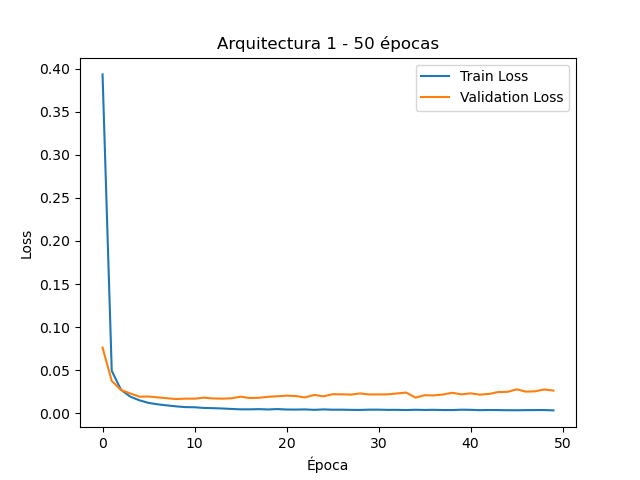 Arquitectura 1 - 50 épocas
Train Loss
Validation Loss
Loss
0.40
0.35
0.30
0.25
0.20
0.15
0.10
0.05
0.00
0 10 20 30 40 50
Época